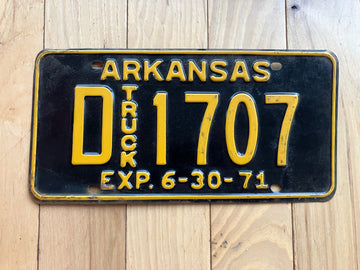 ARKANSAS
D TRUCK 1707
EXP. 6-30-71